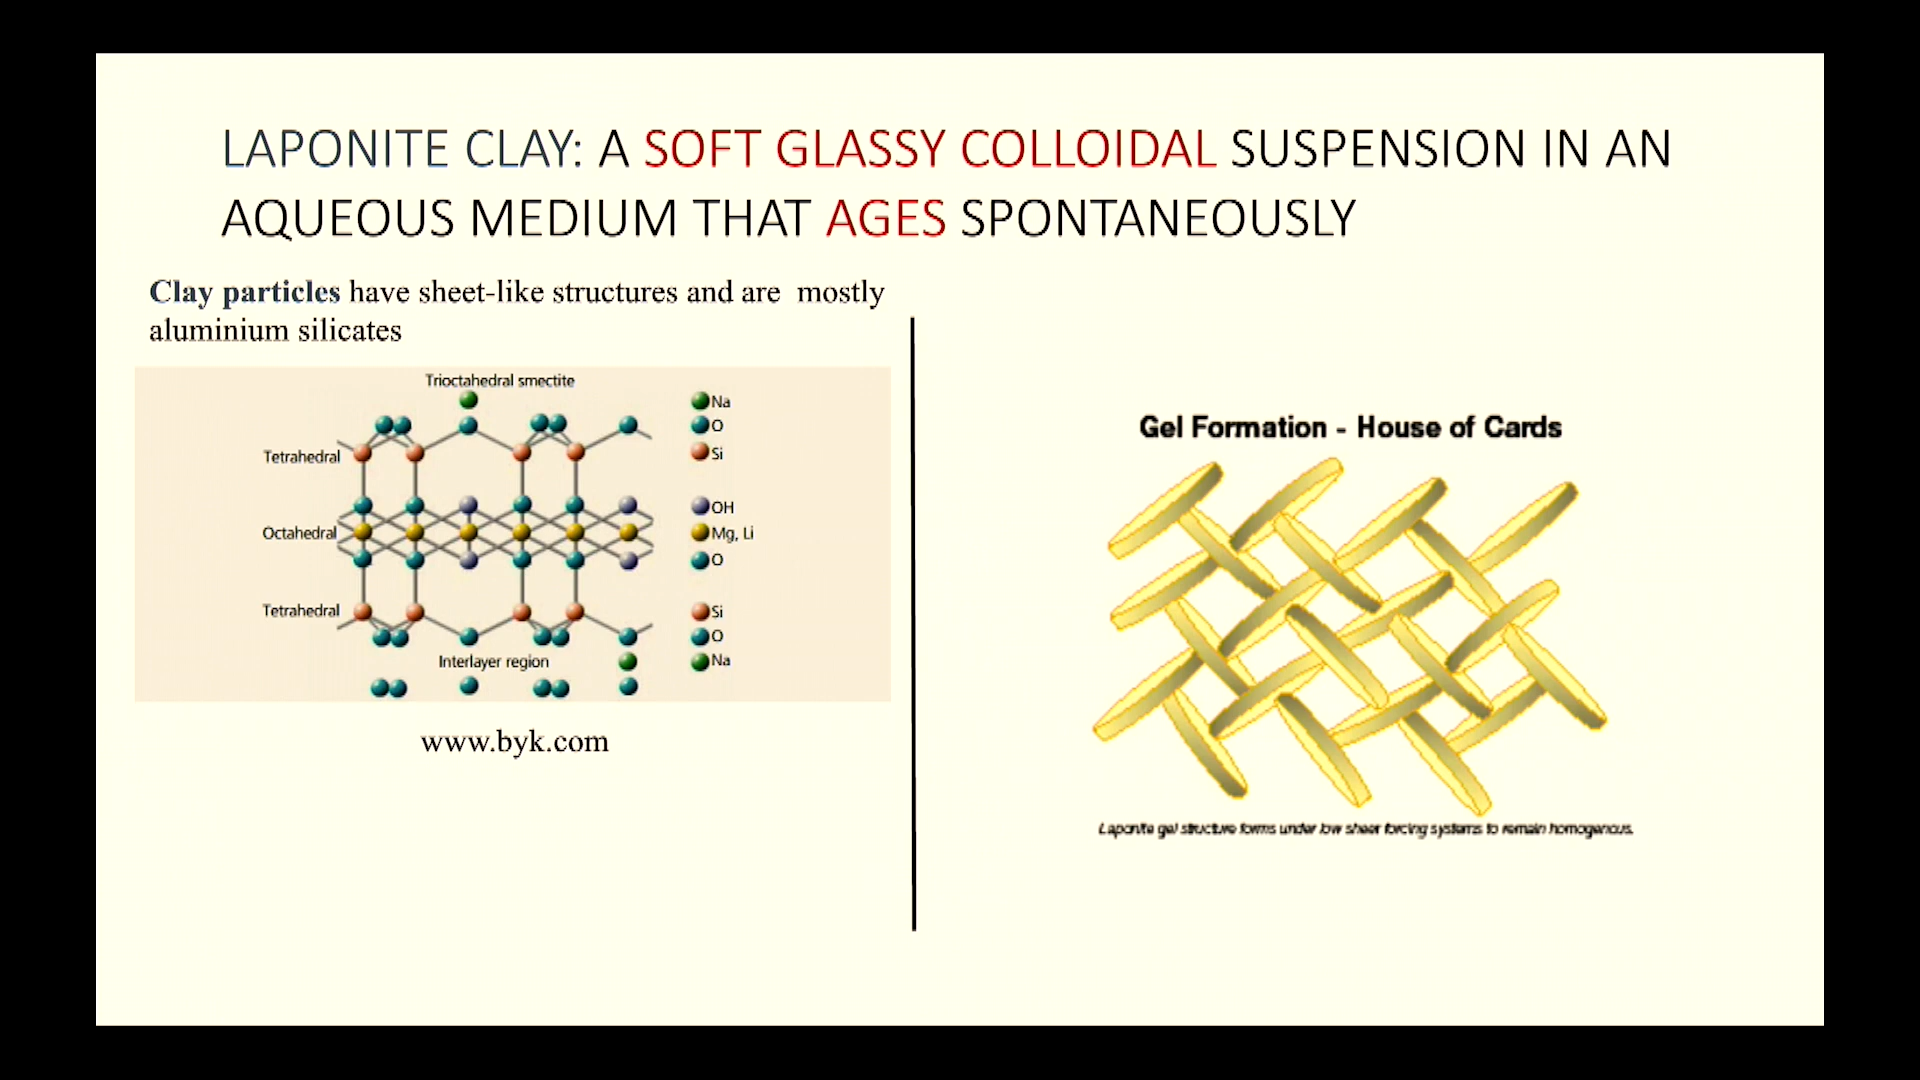 LAPONITE CLAY: A SOFT GLASSY COLLOIDAL SUSPENSION IN AN
AQUEOUS MEDIUM THAT AGES SPONTANEOUSLY
Clay particles have sheet-like structures and are mostly
aluminium silicates
Trioctahedral smectite
Na
O
Tetrahedral
Si
OH
Octahedral
Mg, Li
O
Tetrahedral
Si
O
Interlayer region
Na
www.byk.com
Gel Formation - House of Cards
Laponite gel structure forms under low sheer forcing systems to remain homogenous.